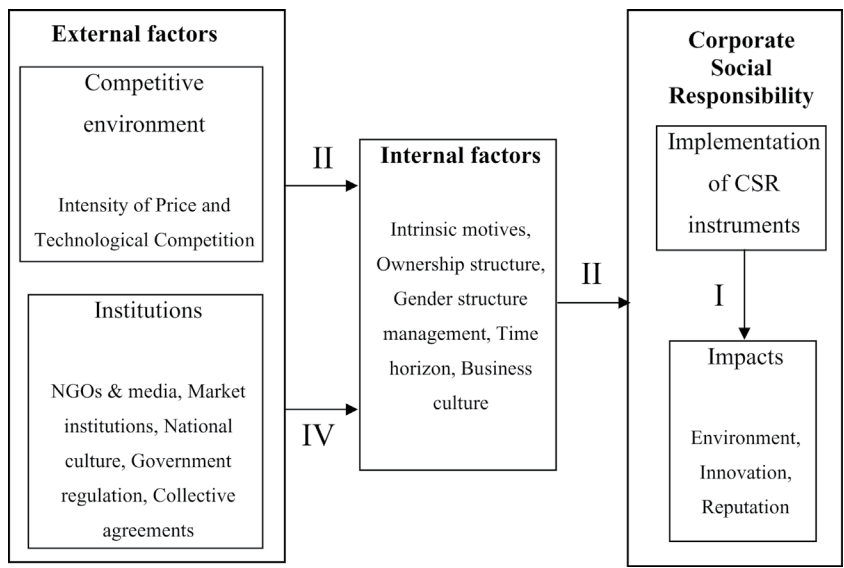 External factors
Competitive
environment
Intensity of Price and
Technological Competition
Institutions
NGOs & media, Market
institutions, National
culture, Government
regulation, Collective
agreements
II
IV
Internal factors
Intrinsic motives,
Ownership structure,
Gender structure
management, Time
horizon, Business
culture
II
Corporate
Social
Responsibility
Implementation
of CSR
instruments
I
Impacts
Environment,
Innovation,
Reputation